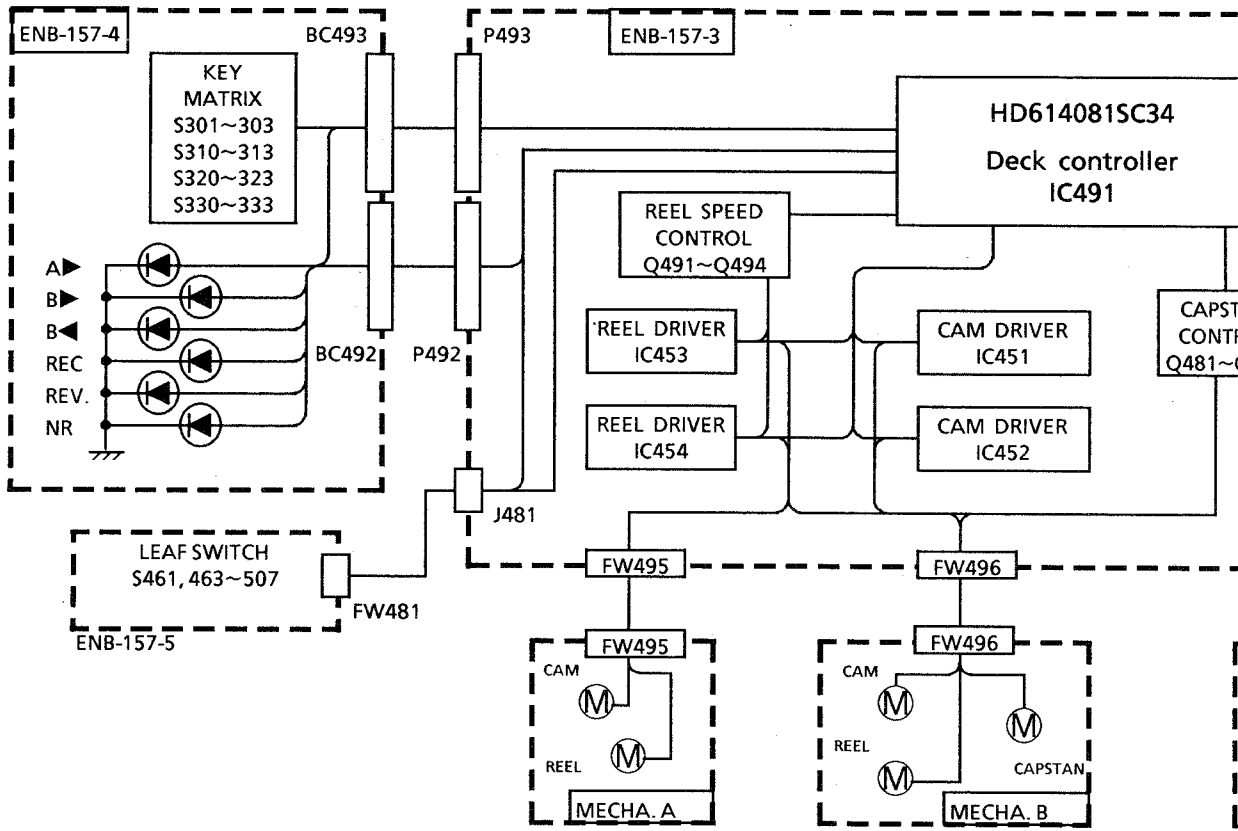 ENB-157-4
BC493
P493
ENB-157-3
KEY
MATRIX
S301~303
S310~313
S320~323
S330~333
HD614081SC34
Deck controller
IC491
REEL SPEED
CONTROL
Q491~Q494
A▶
B▶
B◀
REC
REV.
NR
BC492
P492
REEL DRIVER
IC453
CAM DRIVER
IC451
REEL DRIVER
IC454
CAM DRIVER
IC452
J481
LEAF SWITCH
S461, 463~507
FW481
ENB-157-5
FW495
FW496
FW495
FW496
CAM
M
REEL
M
MECHA. A
CAM
M
M
REEL
M
CAPSTAN
MECHA. B